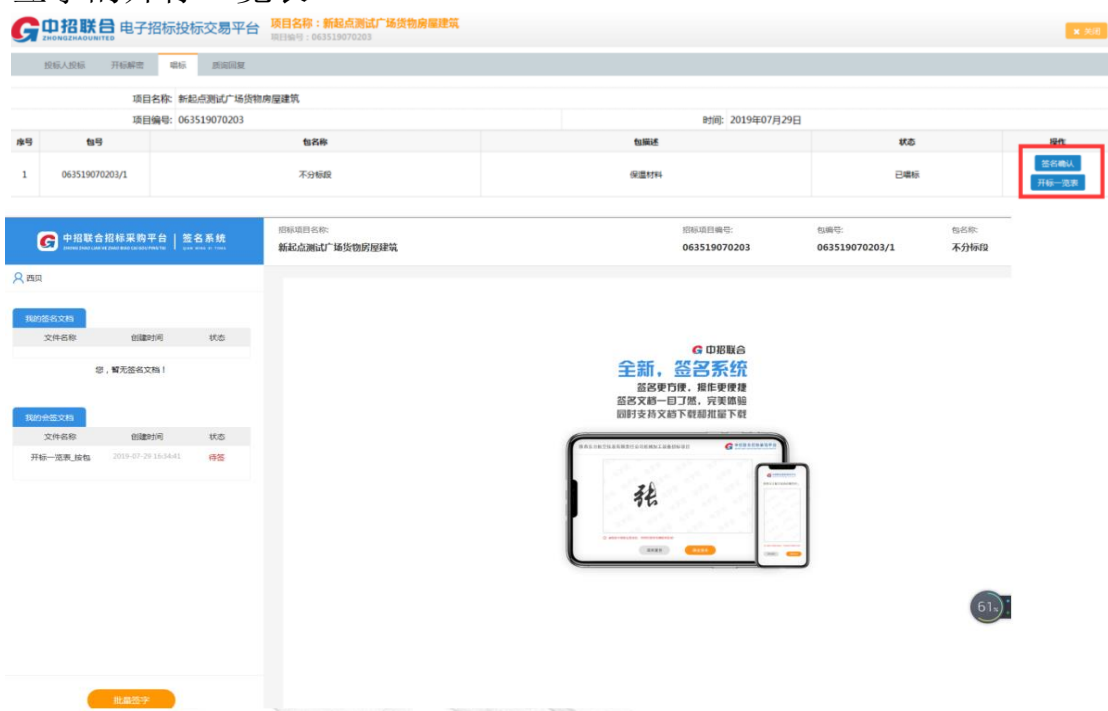 中招联合 电子招标投标交易平台
ZHONGZHAOUNITED
项目名称：新起点测试广场货物房屋建筑
项目编号：063519070203
× 关闭
投标人投标 开标解密 唱标 质询回复
项目名称: 新起点测试广场货物房屋建筑
项目编号: 063519070203 时间: 2019年07月29日
序号 包号 包名称 包描述 状态 操作
1 063519070203/1 不分标段 保温材料 已唱标 签名确认
开标一览表
中招联合招标采购平台 | 签名系统
招标项目名称: 招标项目编号: 包编号: 包名称:
新起点测试广场货物房屋建筑 063519070203 063519070203/1 不分标段
西贝
我的签名文档
文件名称 创建时间 状态
您，暂无签名文档！
我的会签文档
文件名称 创建时间 状态
开标一览表_按包 2019-07-29 16:54:41 待签
中招联合
全新，签名系统
签名更方便，操作更便捷
签名文档一目了然，完美体验
同时支持文档下载和批量下载
张
61%
批量签字